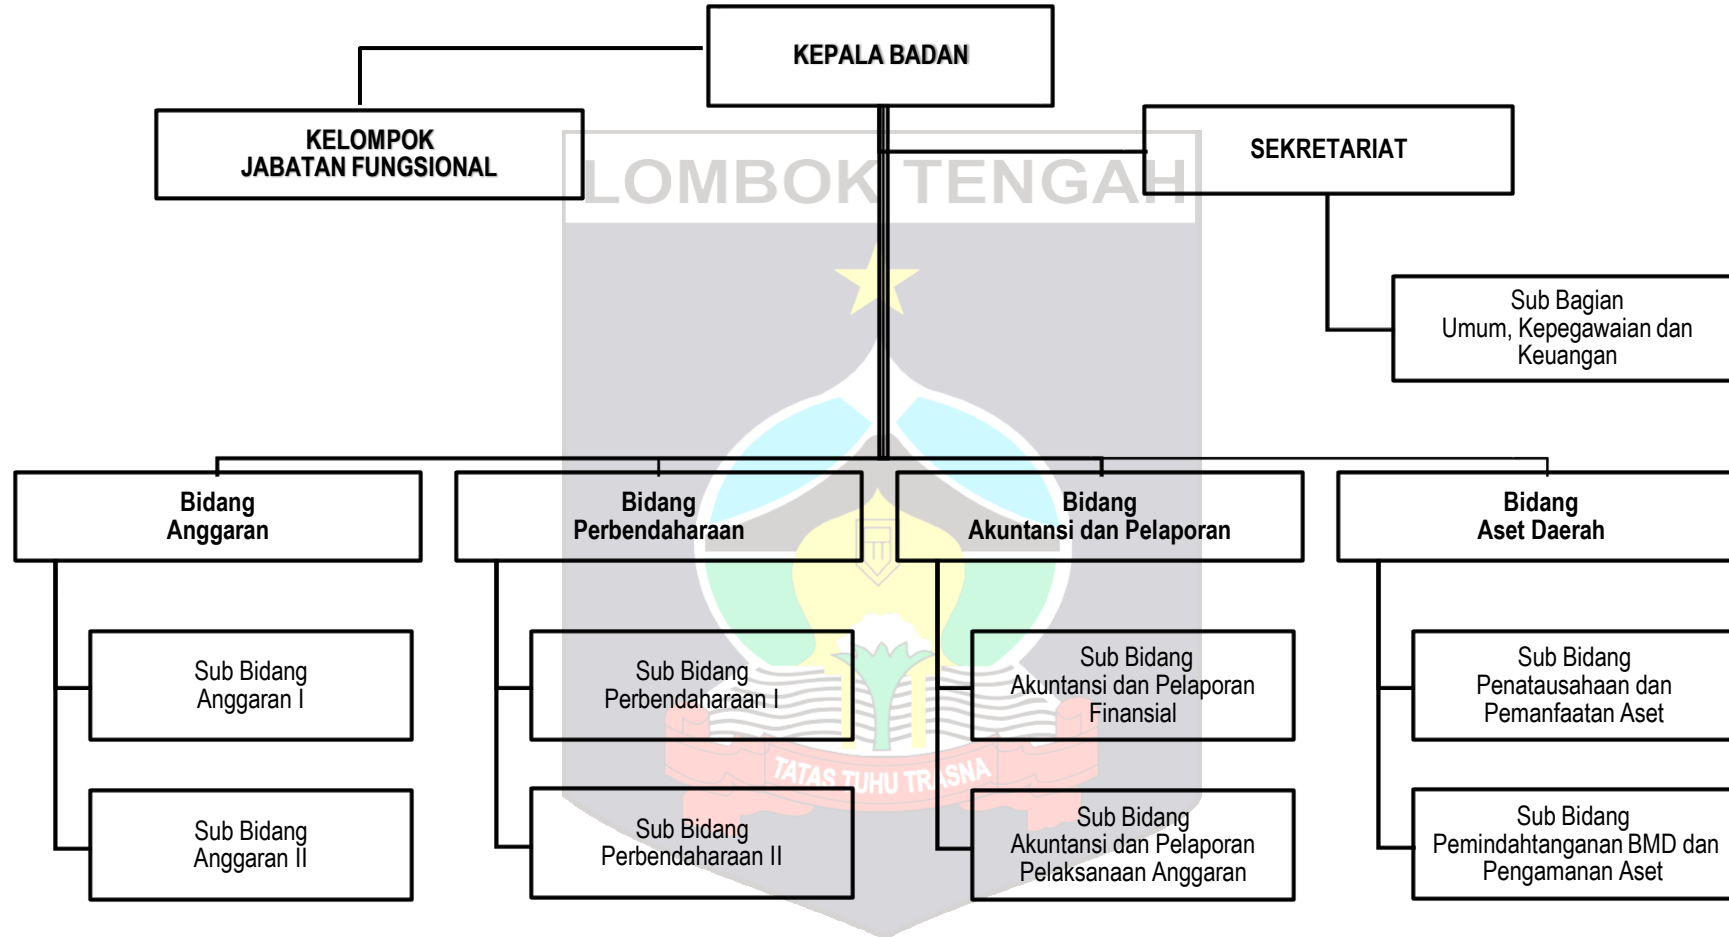 KEPALA BADAN
KELOMPOK
JABATAN FUNGSIONAL
SEKRETARIAT
LOMBOK TENGAH
Sub Bagian
Umum, Kepegawaian dan
Keuangan
Bidang
Anggaran
Bidang
Perbendaharaan
Bidang
Akuntansi dan Pelaporan
Bidang
Aset Daerah
Sub Bidang
Anggaran I
Sub Bidang
Perbendaharaan I
Sub Bidang
Akuntansi dan Pelaporan
Finansial
Sub Bidang
Penatausahaan dan
Pemanfaatan Aset
TATAS TUHU TRASNA
Sub Bidang
Anggaran II
Sub Bidang
Perbendaharaan II
Sub Bidang
Akuntansi dan Pelaporan
Pelaksanaan Anggaran
Sub Bidang
Pemindahtanganan BMD dan
Pengamanan Aset